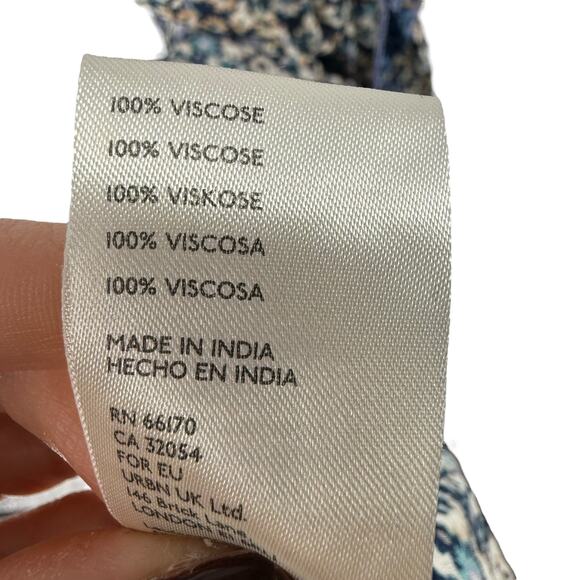 100% VISCOSE
100% VISCOSE
100% VISKOSE
100% VISCOSA
100% VISCOSA
MADE IN INDIA
HECHO EN INDIA
RN 66170
CA 32054
FOR EU
URBN UK Ltd.
146 Brick Lane
LONDON